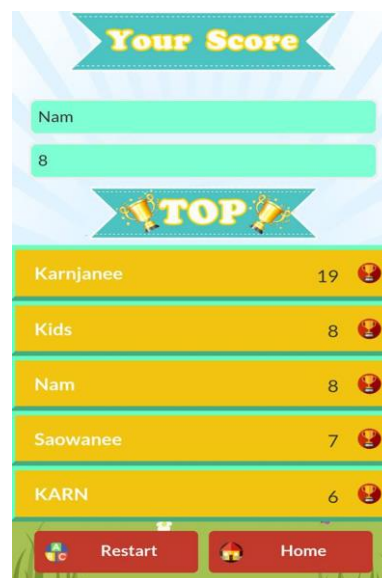 Your Score
Nam
8
TOP
Karnjanee 19
Kids 8
Nam 8
Saowanee 7
KARN 6
Restart Home